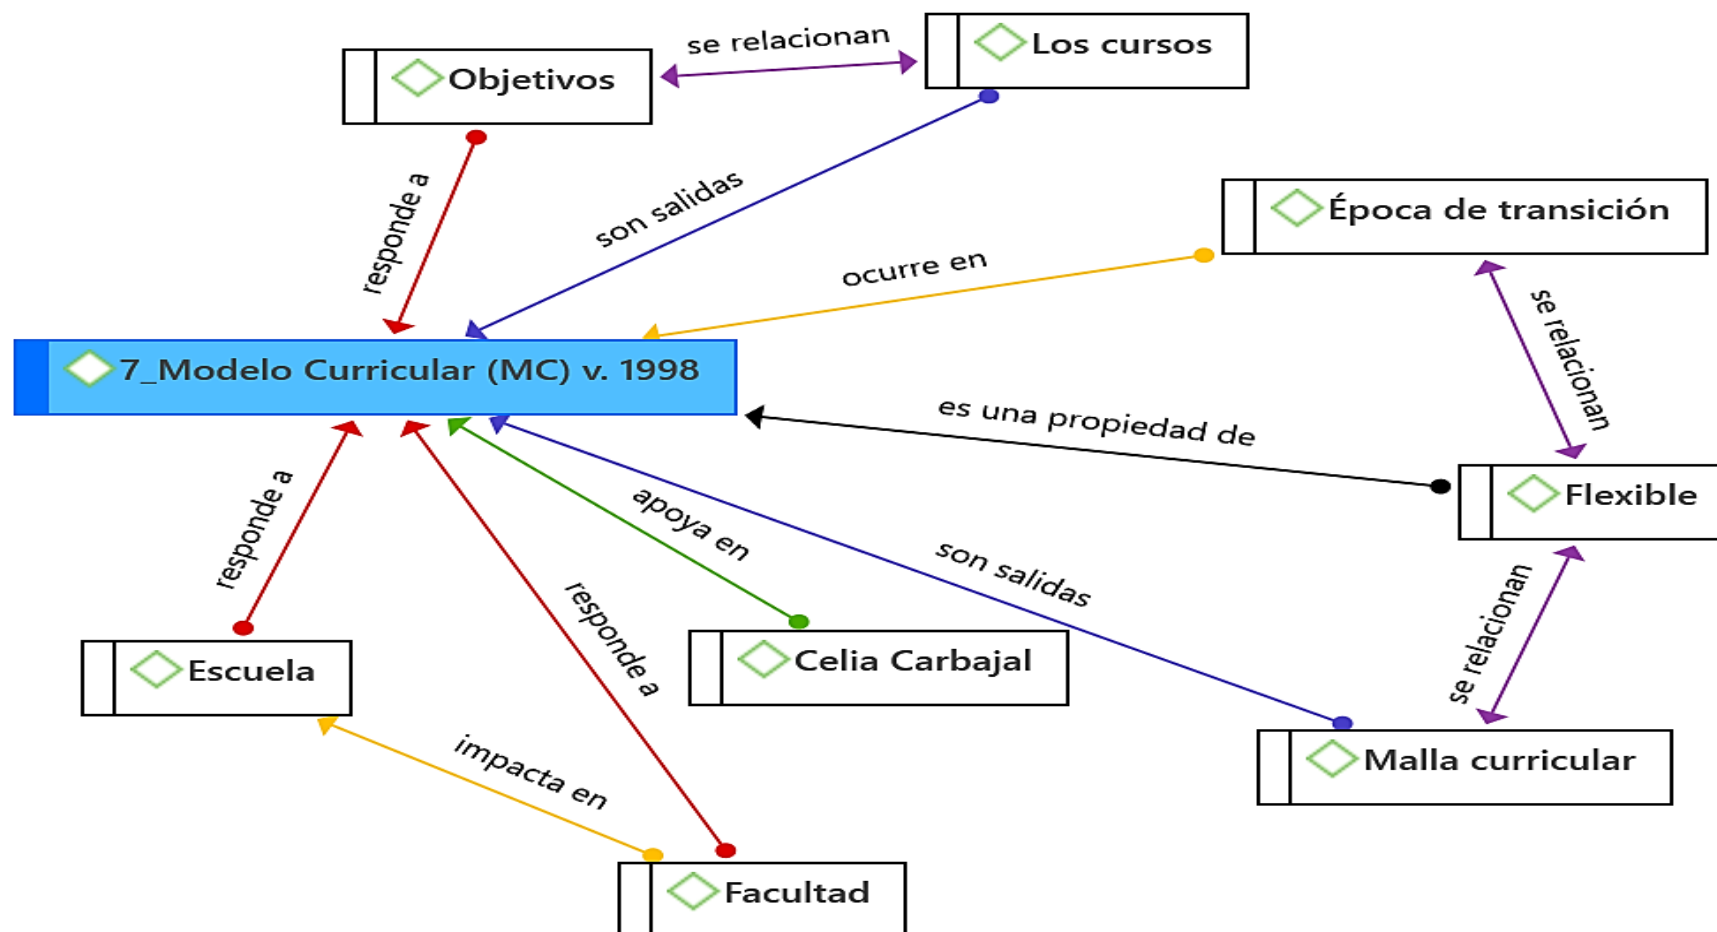 se relacionan
Los cursos
Objetivos
responde a
son salidas
Época de transición
ocurre en
se relacionan
7_Modelo Curricular (MC) v. 1998
es una propiedad de
Flexible
responde a
apoya en
son salidas
se relacionan
responde a
Escuela
Celia Carbajal
Malla curricular
impacta en
Facultad